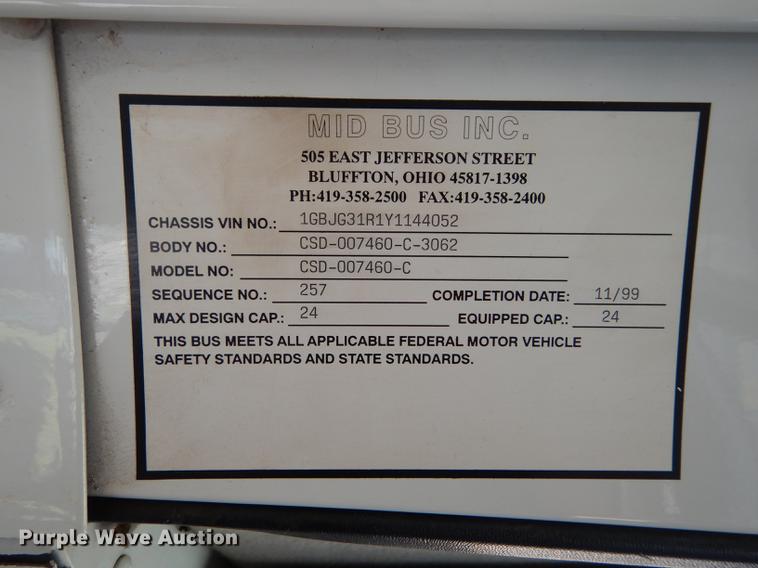 MID BUS INC.
505 EAST JEFFERSON STREET
BLUFFTON, OHIO 45817-1398
PH:419-358-2500 FAX:419-358-2400
CHASSIS VIN NO.: 1GBJG31R1Y1144052
BODY NO.: CSD-007460-C-3062
MODEL NO: CSD-007460-C
SEQUENCE NO.: 257 COMPLETION DATE: 11/99
MAX DESIGN CAP.: 24 EQUIPPED CAP.: 24
THIS BUS MEETS ALL APPLICABLE FEDERAL MOTOR VEHICLE
SAFETY STANDARDS AND STATE STANDARDS.
Purple Wave Auction